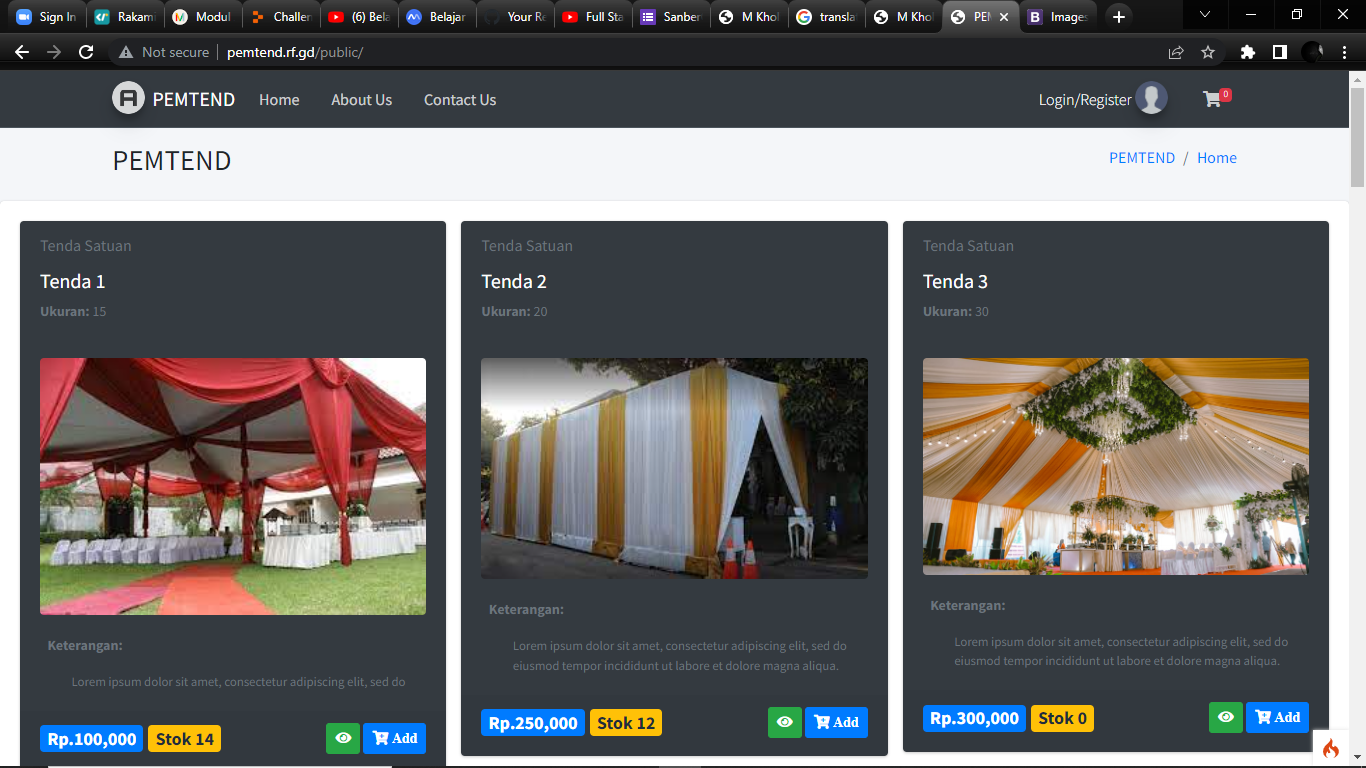 Sign In
Rakam
Modul
Challer
(6) Bela
Belajar
Your Re
Full Sta
Sanber
M Khol
transla
M Khol
PEM
Images
Not secure
pemtend.rf.gd/public/
PEMTEND
Home
About Us
Contact Us
Login/Register
0
PEMTEND
PEMTEND / Home
Tenda Satuan
Tenda 1
Ukuran: 15
Keterangan:
Lorem ipsum dolor sit amet, consectetur adipiscing elit, sed do
Rp.100,000
Stok 14
Add
Tenda Satuan
Tenda 2
Ukuran: 20
Keterangan:
Lorem ipsum dolor sit amet, consectetur adipiscing elit, sed do
eiusmod tempor incididunt ut labore et dolore magna aliqua.
Rp.250,000
Stok 12
Add
Tenda Satuan
Tenda 3
Ukuran: 30
Keterangan:
Lorem ipsum dolor sit amet, consectetur adipiscing elit, sed do
eiusmod tempor incididunt ut labore et dolore magna aliqua.
Rp.300,000
Stok 0
Add